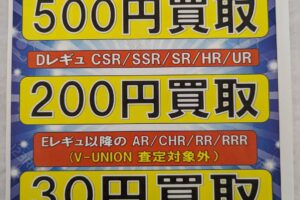 500円買取
Dレギュ CSR/SSR/SR/HR/UR
200円買取
Eレギュ以降の AR/CHR/RR/RRR
(V-UNION 査定対象外)
30円買取